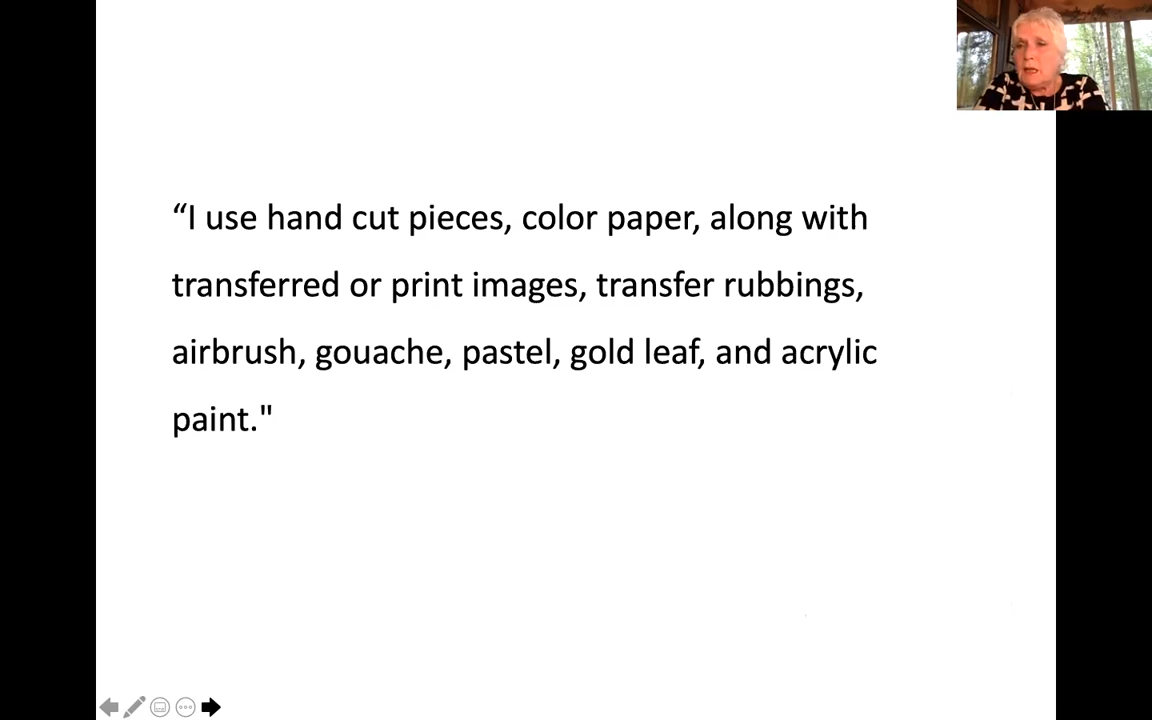 “I use hand cut pieces, color paper, along with
transferred or print images, transfer rubbings,
airbrush, gouache, pastel, gold leaf, and acrylic
paint."